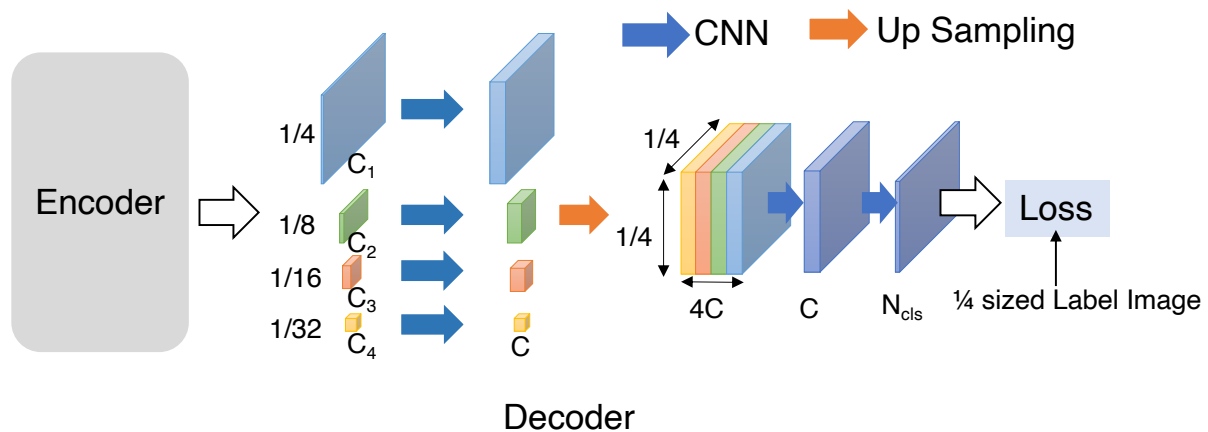 CNN
Up Sampling
Encoder
1/4
C₁
1/8
C₂
1/16
C₃
1/32
C₄
C
1/4
1/4
4C
C
N_cls
Loss
¼ sized Label Image
Decoder